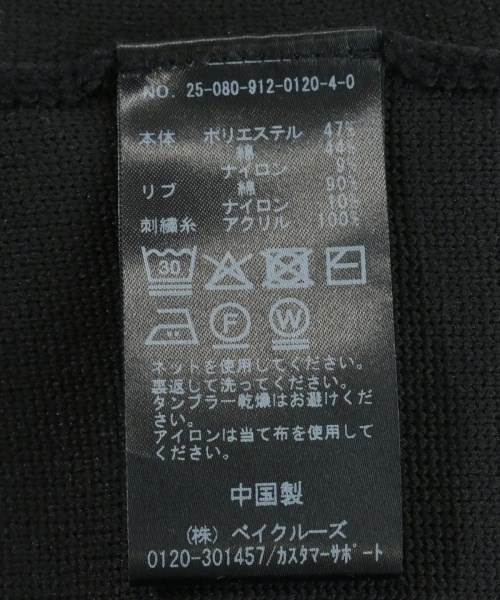 NO. 25-080-912-0120-4-0
本体 ポリエステル 47%
綿 44%
ナイロン 9%
リブ 綿 90%
ナイロン 10%
刺繍糸 アクリル 100%
30
F W
ネットを使用してください。
裏返して洗ってください。
タンブラー乾燥はお避けくだ
さい。
アイロンは当て布を使用して
ください。
中国製
(株) ベイクルーズ
0120-301457/カスタマーサポート